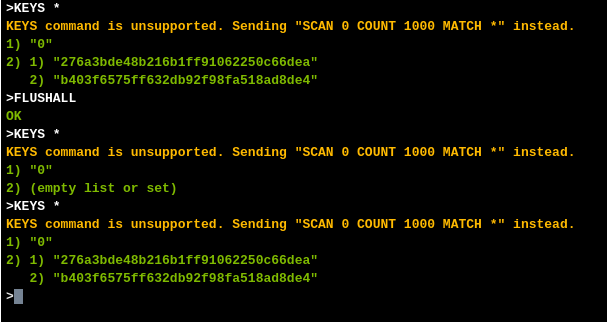 >KEYS *
KEYS command is unsupported. Sending "SCAN 0 COUNT 1000 MATCH *" instead.
1) "0"
2) 1) "276a3bde48b216b1ff91062250c66dea"
   2) "b403f6575ff632db92f98fa518ad8de4"
>FLUSHALL
OK
>KEYS *
KEYS command is unsupported. Sending "SCAN 0 COUNT 1000 MATCH *" instead.
1) "0"
2) (empty list or set)
>KEYS *
KEYS command is unsupported. Sending "SCAN 0 COUNT 1000 MATCH *" instead.
1) "0"
2) 1) "276a3bde48b216b1ff91062250c66dea"
   2) "b403f6575ff632db92f98fa518ad8de4"
>